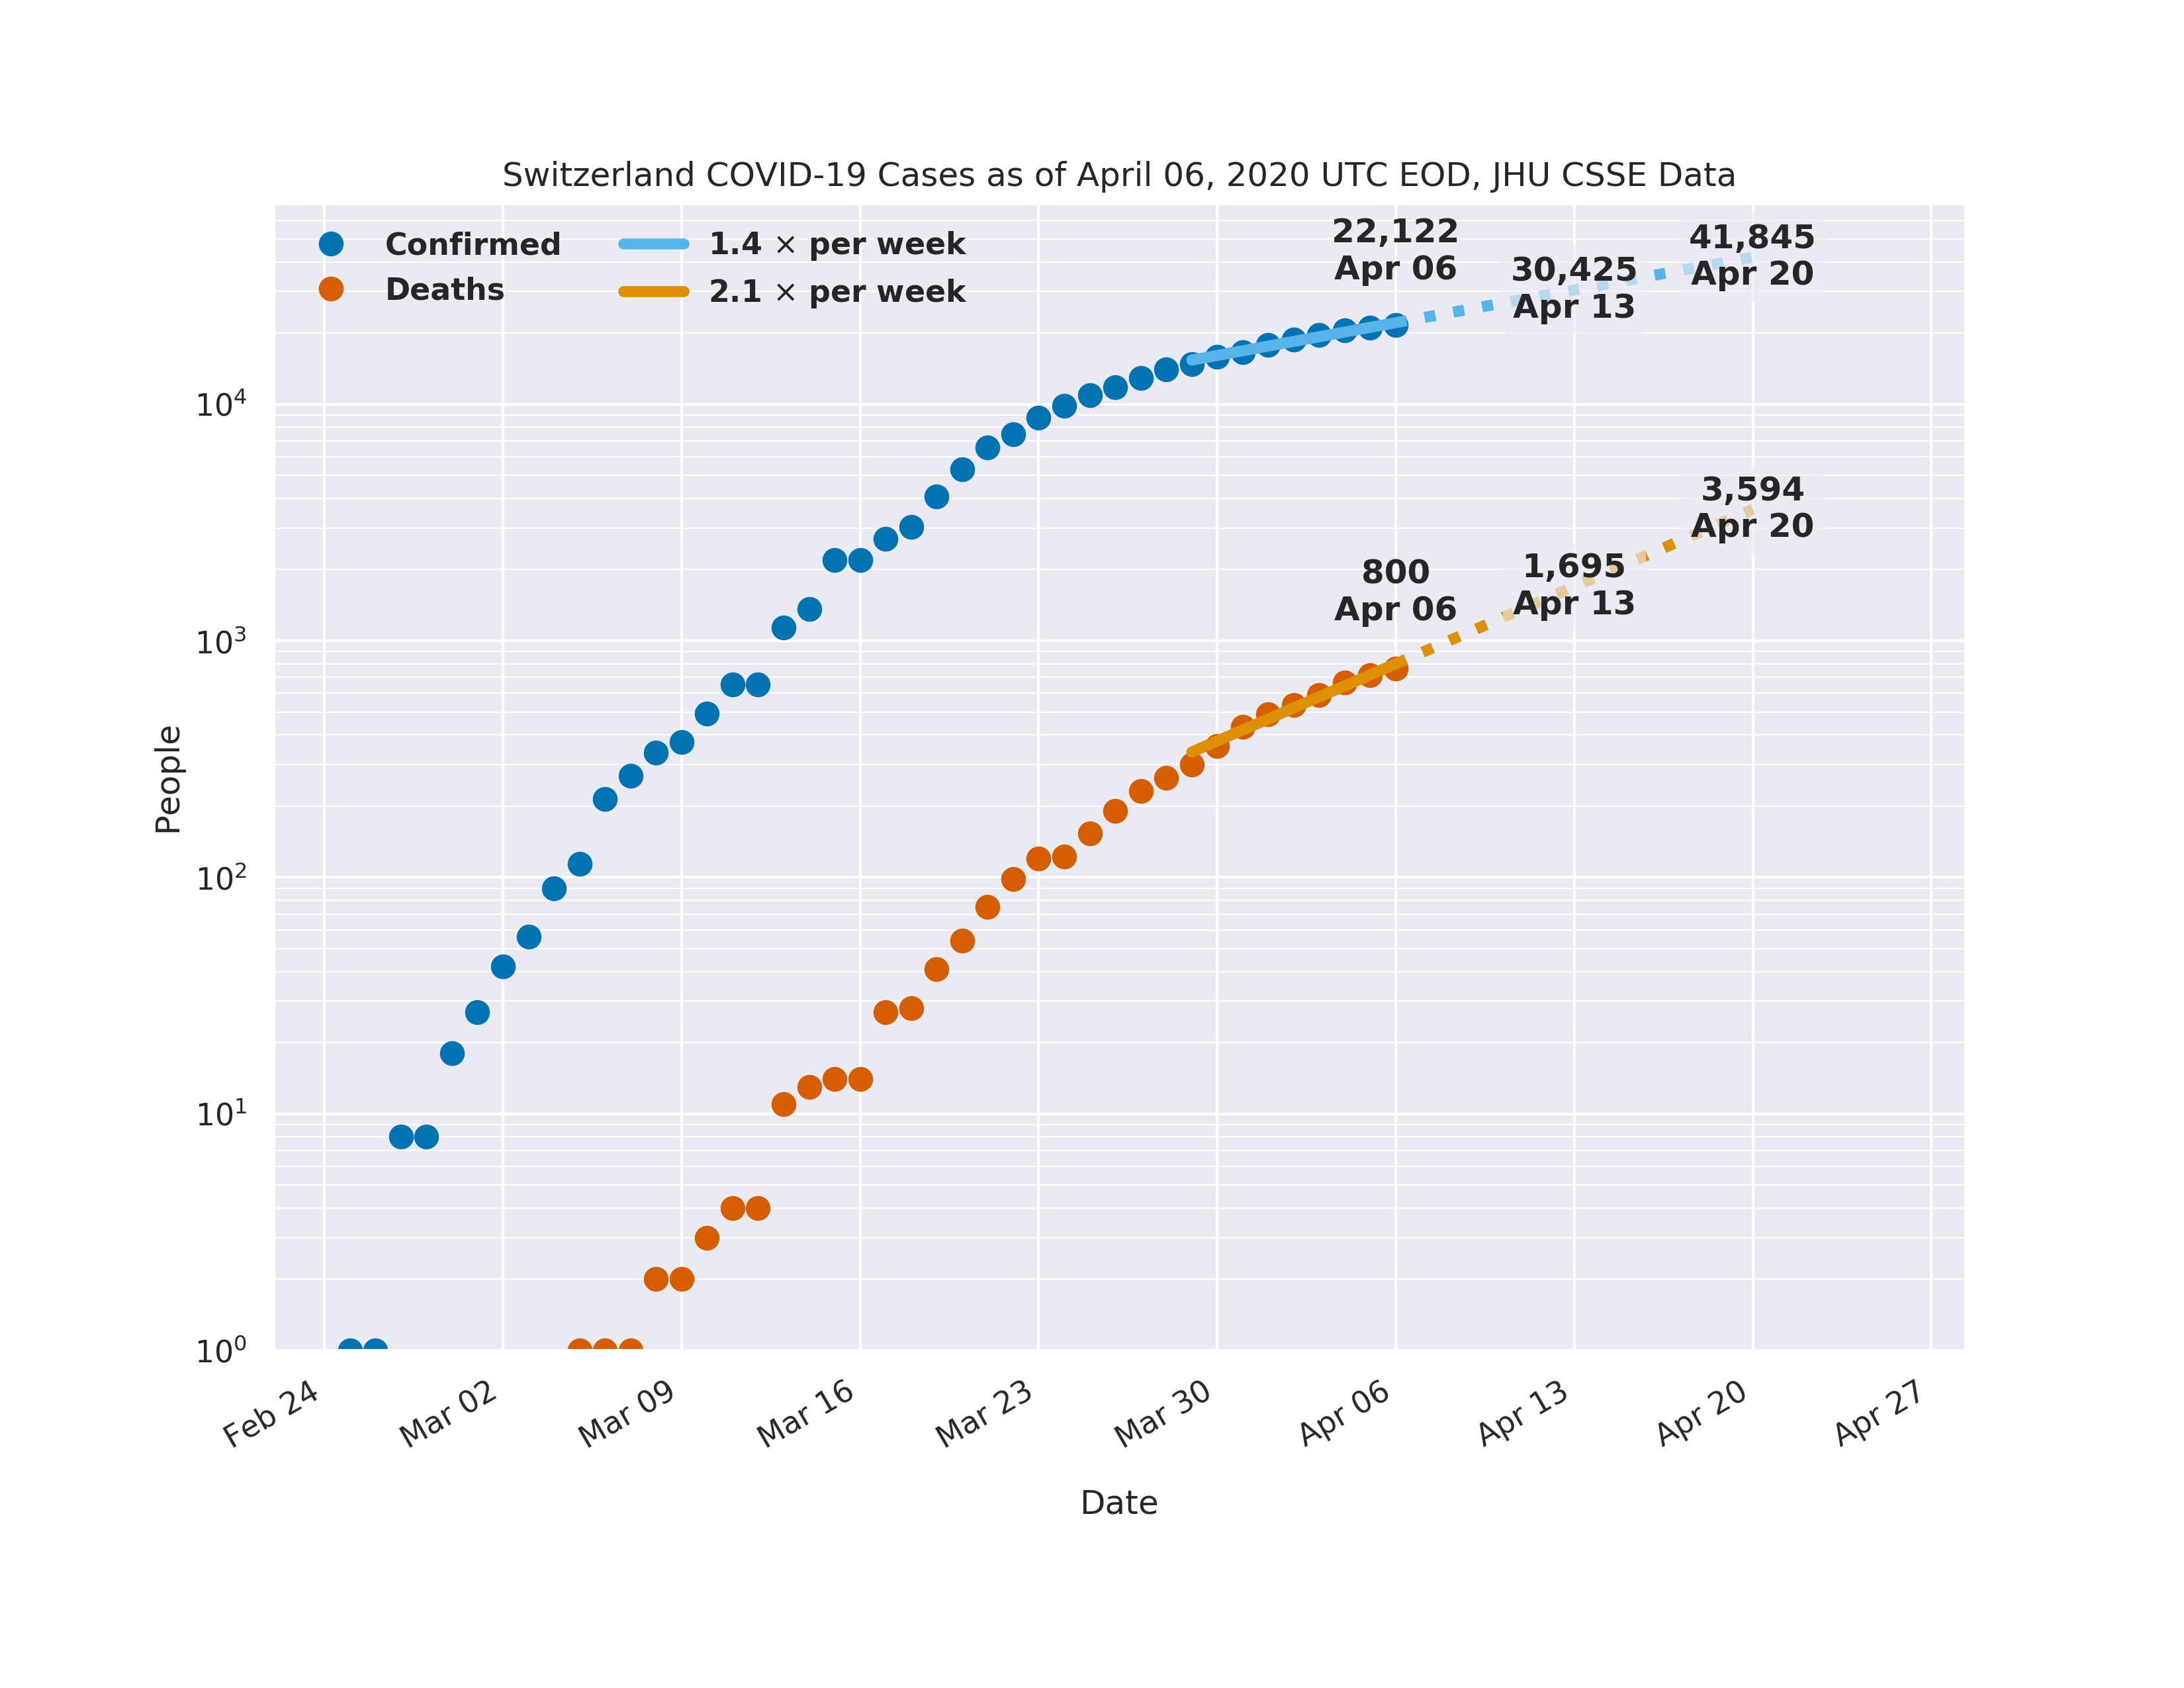 Switzerland COVID-19 Cases as of April 06, 2020 UTC EOD, JHU CSSE Data
Confirmed
Deaths
1.4 × per week
2.1 × per week
22,122
Apr 06
30,425
Apr 13
41,845
Apr 20
800
Apr 06
1,695
Apr 13
3,594
Apr 20
People
10⁴
10³
10²
10¹
10⁰
Feb 24
Mar 02
Mar 09
Mar 16
Mar 23
Mar 30
Apr 06
Apr 13
Apr 20
Apr 27
Date